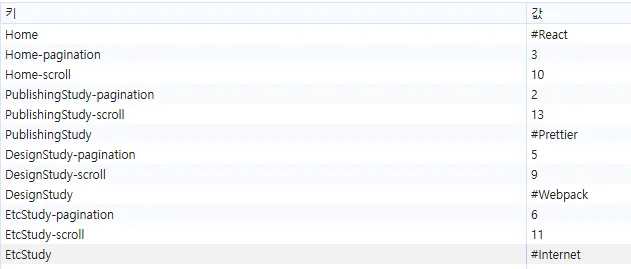 키 값
Home #React
Home-pagination 3
Home-scroll 10
PublishingStudy-pagination 2
PublishingStudy-scroll 13
PublishingStudy #Prettier
DesignStudy-pagination 5
DesignStudy-scroll 9
DesignStudy #Webpack
EtcStudy-pagination 6
EtcStudy-scroll 11
EtcStudy #Internet